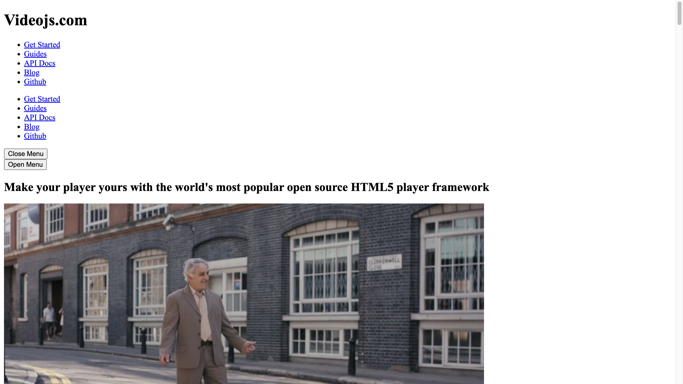 Videojs.com
Get Started
Guides
API Docs
Blog
Github
Get Started
Guides
API Docs
Blog
Github
Close Menu
Open Menu
Make your player yours with the world's most popular open source HTML5 player framework
CLERKENWELL
CLOSE